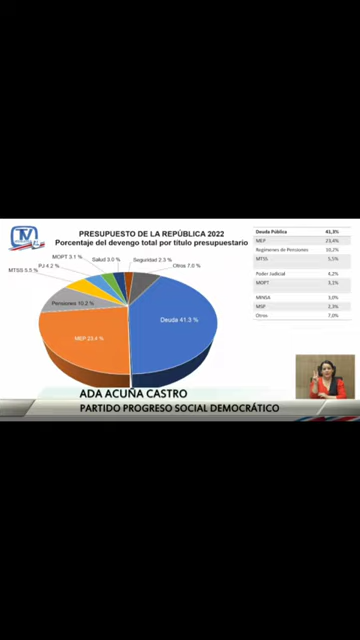 TV
PRESUPUESTO DE LA REPÚBLICA 2022
Porcentaje del devengo total por título presupuestario
MOPT 3.1 %
Salud 3.0 %
Seguridad 2.3 %
Otros 7.0 %
PJ 4.2 %
MTSS 5.5 %
Pensiones 10.2 %
Deuda 41.3 %
MEP 23.4 %
Deuda Pública 41,3%
MEP 23,4%
Regímenes de Pensiones 10,2%
MTSS 5,5%
Poder Judicial 4,2%
MOPT 3,1%
MINSA 3,0%
MSP 2,3%
Otros 7,0%
ADA ACUÑA CASTRO
PARTIDO PROGRESO SOCIAL DEMOCRÁTICO